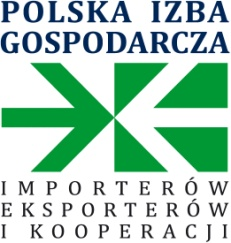 POLSKA IZBA
GOSPODARCZA
IMPORTERÓW
EKSPORTERÓW
I KOOPERACJI